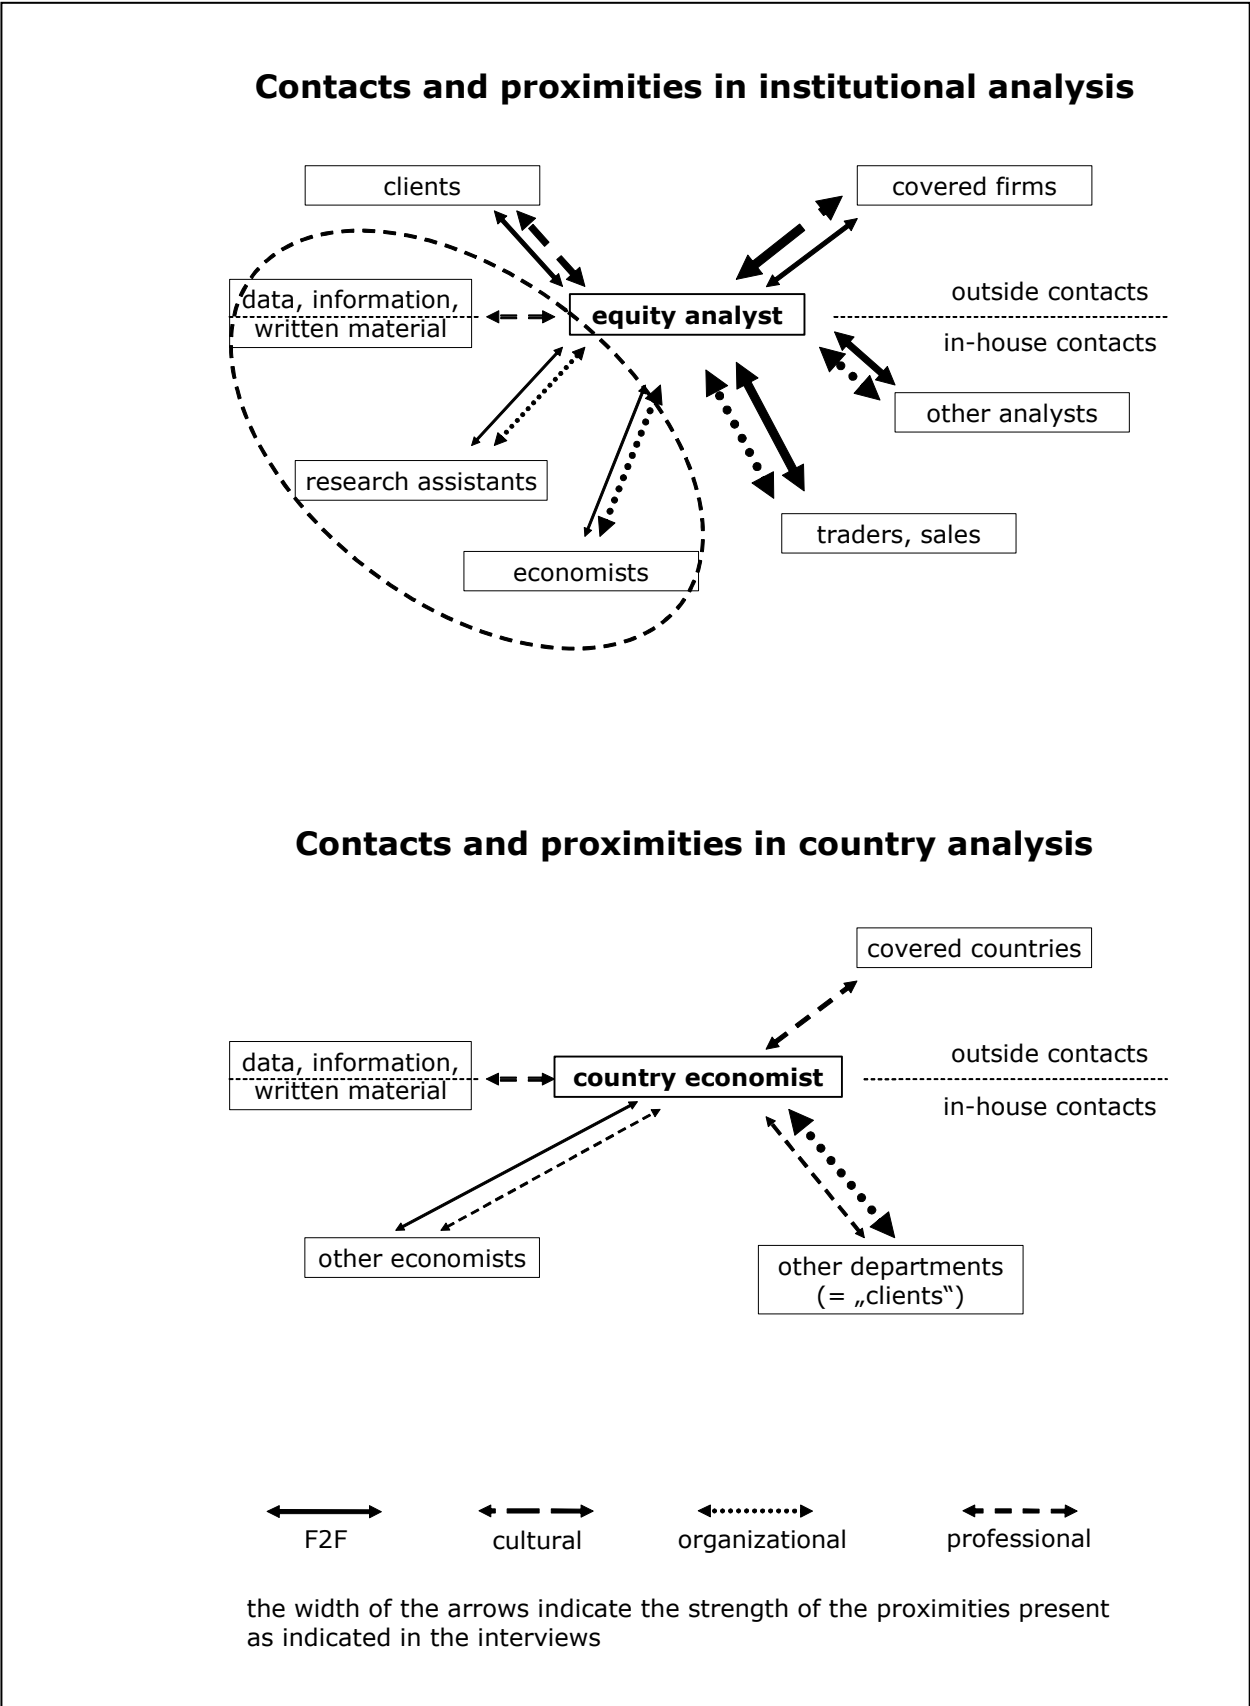 Contacts and proximities in institutional analysis
clients
covered firms
data, information,
written material
equity analyst
outside contacts
in-house contacts
other analysts
research assistants
traders, sales
economists
Contacts and proximities in country analysis
covered countries
data, information,
written material
country economist
outside contacts
in-house contacts
other economists
other departments
(= „clients“)
F2F
cultural
organizational
professional
the width of the arrows indicate the strength of the proximities present
as indicated in the interviews